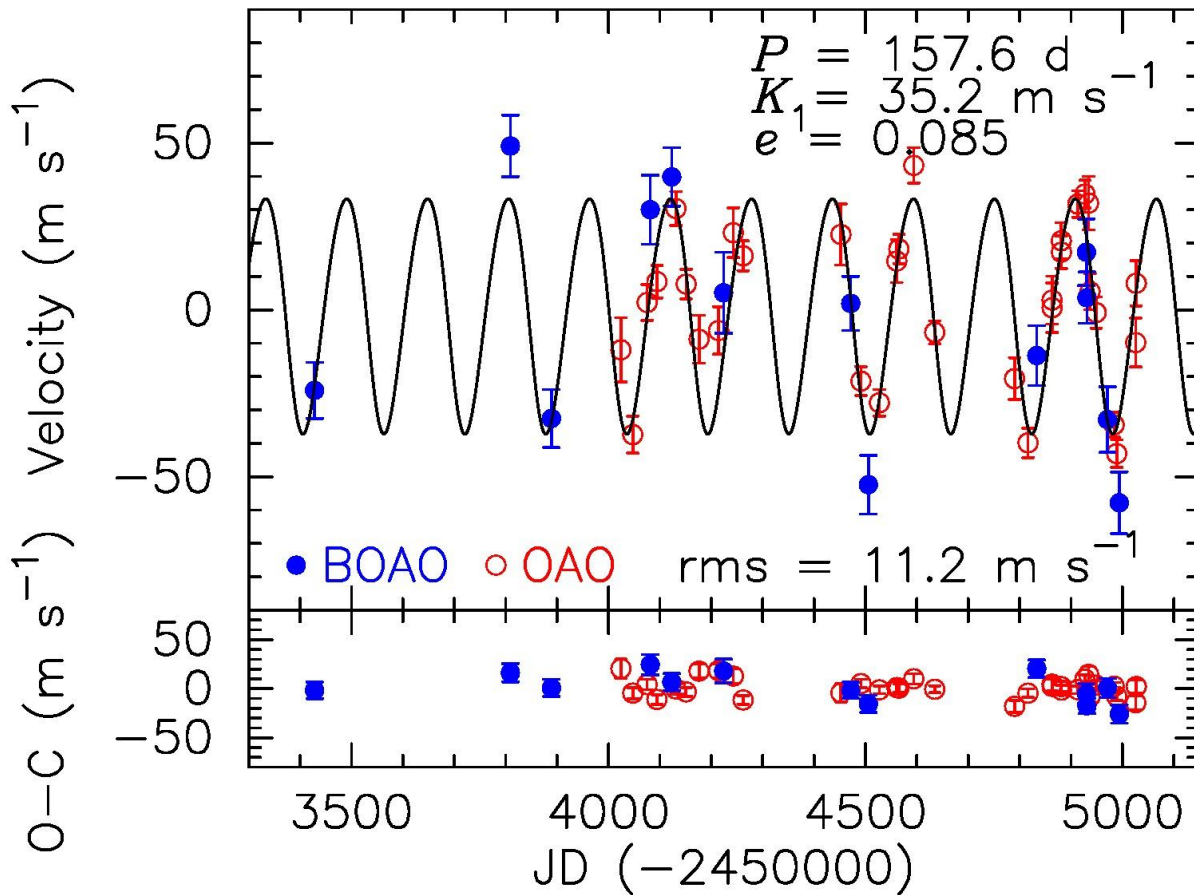 P = 157.6 d
K₁ = 35.2 m s⁻¹
e = 0.085
Velocity (m s⁻¹)
50
0
−50
BOAO
OAO
rms = 11.2 m s⁻¹
O−C (m s⁻¹)
50
0
−50
3500
4000
4500
5000
JD (−2450000)